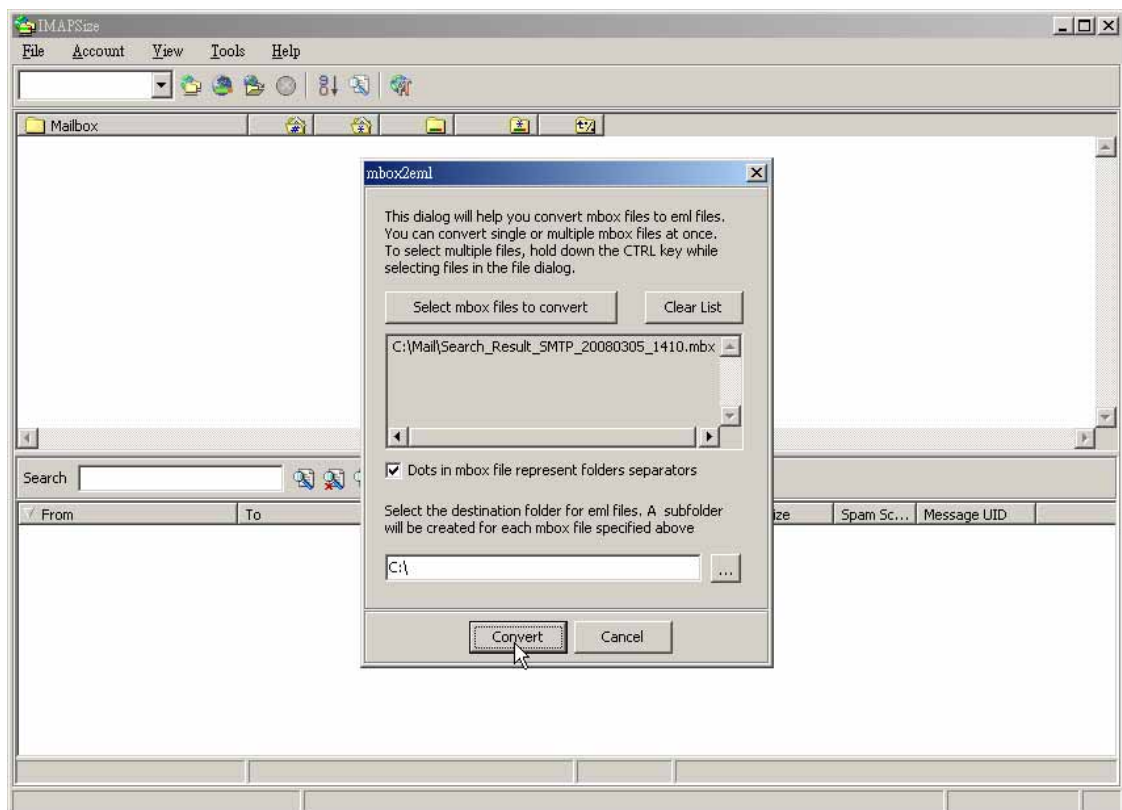 IMAPSize
File Account View Tools Help
Mailbox
mbox2eml
This dialog will help you convert mbox files to eml files.
You can convert single or multiple mbox files at once.
To select multiple files, hold down the CTRL key while
selecting files in the file dialog.
Select mbox files to convert Clear List
C:\Mail\Search_Result_SMTP_20080305_1410.mbx
Dots in mbox file represent folders separators
Select the destination folder for eml files. A subfolder
will be created for each mbox file specified above
C:\
...
Convert Cancel
Search
From To ize Spam Sc... Message UID